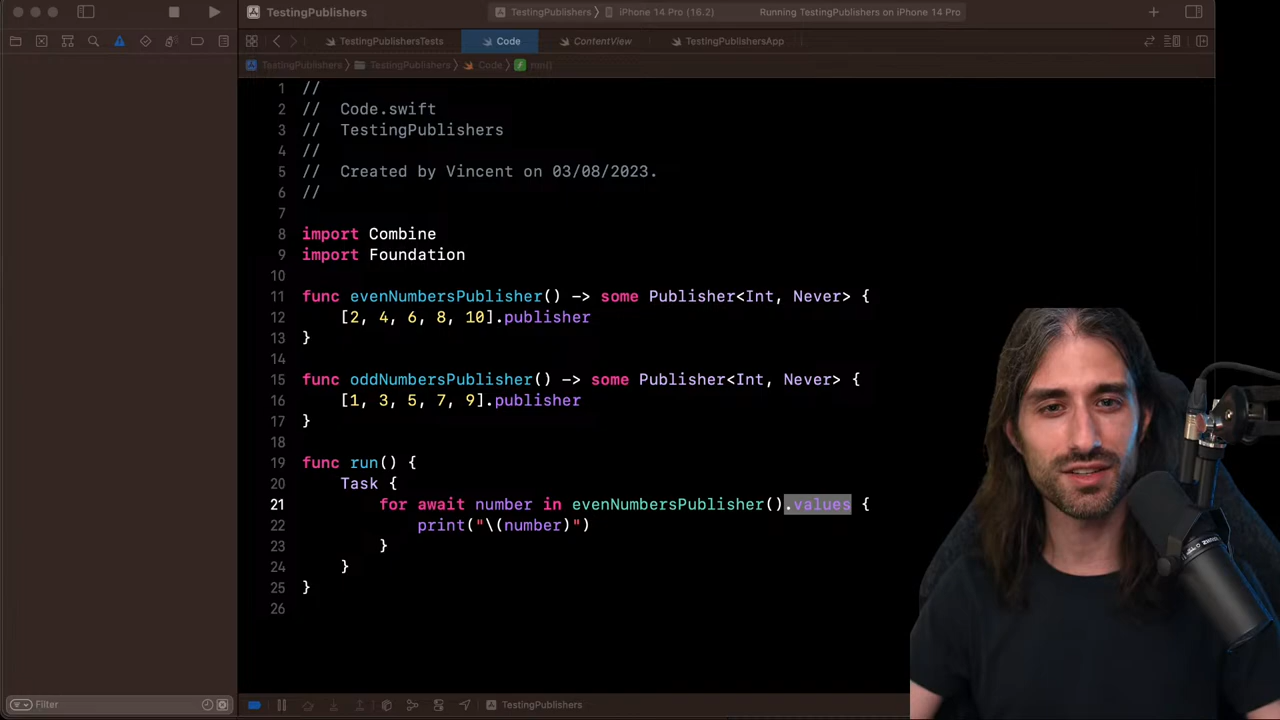 TestingPublishers
TestingPublishers
iPhone 14 Pro (16.2)
Running TestingPublishers on iPhone 14 Pro
TestingPublishersTests
Code
ContentView
TestingPublishersApp
TestingPublishers
TestingPublishers
Code
run()
1 //
2 // Code.swift
3 // TestingPublishers
4 //
5 // Created by Vincent on 03/08/2023.
6 //
7
8 import Combine
9 import Foundation
10
11 func evenNumbersPublisher() -> some Publisher<Int, Never> {
12 [2, 4, 6, 8, 10].publisher
13 }
14
15 func oddNumbersPublisher() -> some Publisher<Int, Never> {
16 [1, 3, 5, 7, 9].publisher
17 }
18
19 func run() {
20 Task {
21 for await number in evenNumbersPublisher().values {
22 print("\(number)")
23 }
24 }
25 }
26
Filter
TestingPublishers